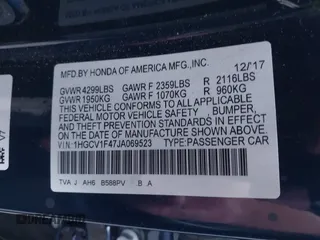 MFD. BY HONDA OF AMERICA MFG.,INC. 12/17
GVWR 4299LBS GAWR F 2359LBS R 2116LBS
GVWR 1950KG GAWR F 1070KG R 960KG
THIS VEHICLE CONFORMS TO ALL APPLICABLE
FEDERAL MOTOR VEHICLE SAFETY BUMPER,
AND THEFT PREVENTION STANDARDS IN EFFECT
ON THE DATE OF MANUFACTURE SHOWN ABOVE.
V.I.N: 1HGCV1F47JA069523
TYPE:PASSENGER CAR
TVA J AH6 B588PV B A